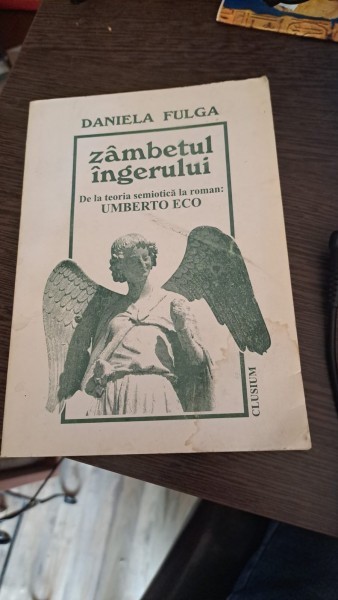 DANIELA FULGA
zâmbetul
îngerului
De la teoria semiotică la roman:
UMBERTO ECO
CLUSIUM